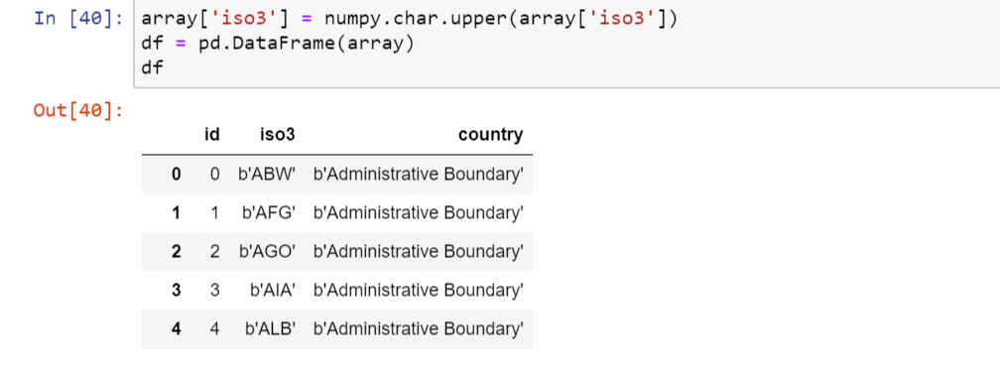 In [40]: array['iso3'] = numpy.char.upper(array['iso3'])
df = pd.DataFrame(array)
df
Out[40]:
id iso3 country
0 0 b'ABW' b'Administrative Boundary'
1 1 b'AFG' b'Administrative Boundary'
2 2 b'AGO' b'Administrative Boundary'
3 3 b'AIA' b'Administrative Boundary'
4 4 b'ALB' b'Administrative Boundary'